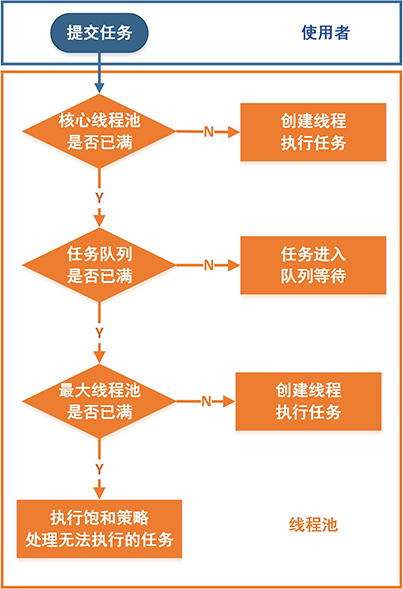 提交任务
使用者
核心线程池
是否已满
N
创建线程
执行任务
Y
任务队列
是否已满
N
任务进入
队列等待
Y
最大线程池
是否已满
N
创建线程
执行任务
Y
执行饱和策略
处理无法执行的任务
线程池